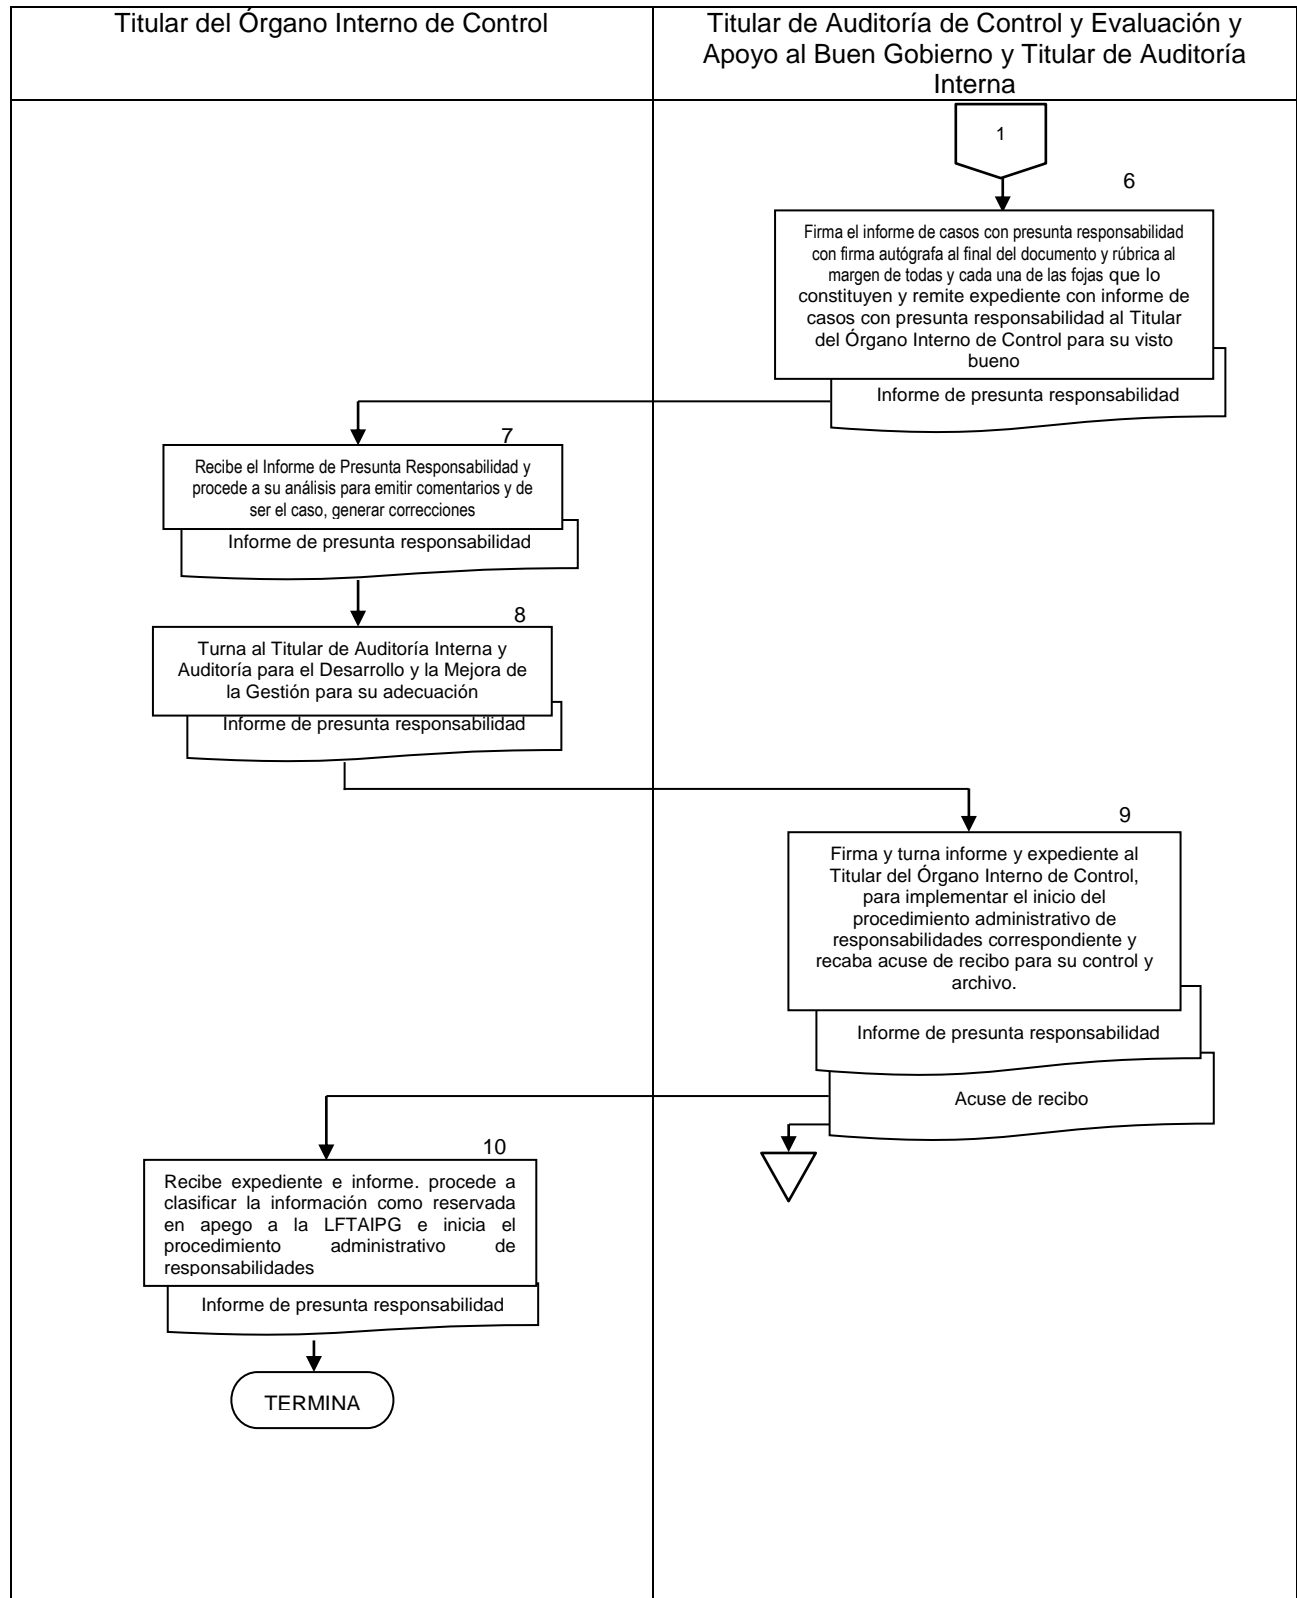 Titular del Órgano Interno de Control
Titular de Auditoría de Control y Evaluación y
Apoyo al Buen Gobierno y Titular de Auditoría
Interna
1
6
Firma el informe de casos con presunta responsabilidad
con firma autógrafa al final del documento y rúbrica al
margen de todas y cada una de las fojas que lo
constituyen y remite expediente con informe de
casos con presunta responsabilidad al Titular
del Órgano Interno de Control para su visto
bueno
Informe de presunta responsabilidad
7
Recibe el Informe de Presunta Responsabilidad y
procede a su análisis para emitir comentarios y de
ser el caso, generar correcciones
Informe de presunta responsabilidad
8
Turna al Titular de Auditoría Interna y
Auditoría para el Desarrollo y la Mejora de
la Gestión para su adecuación
Informe de presunta responsabilidad
9
Firma y turna informe y expediente al
Titular del Órgano Interno de Control,
para implementar el inicio del
procedimiento administrativo de
responsabilidades correspondiente y
recaba acuse de recibo para su control y
archivo.
Informe de presunta responsabilidad
Acuse de recibo
10
Recibe expediente e informe. procede a
clasificar la información como reservada
en apego a la LFTAIPG e inicia el
procedimiento administrativo de
responsabilidades
Informe de presunta responsabilidad
TERMINA